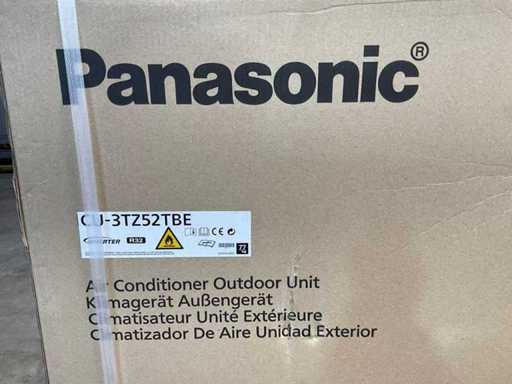 Panasonic®
CU-3TZ52TBE
INVERTER R32
Air Conditioner Outdoor Unit
Klimagerät Außengerät
Climatisateur Unité Extérieure
Climatizador De Aire Unidad Exterior